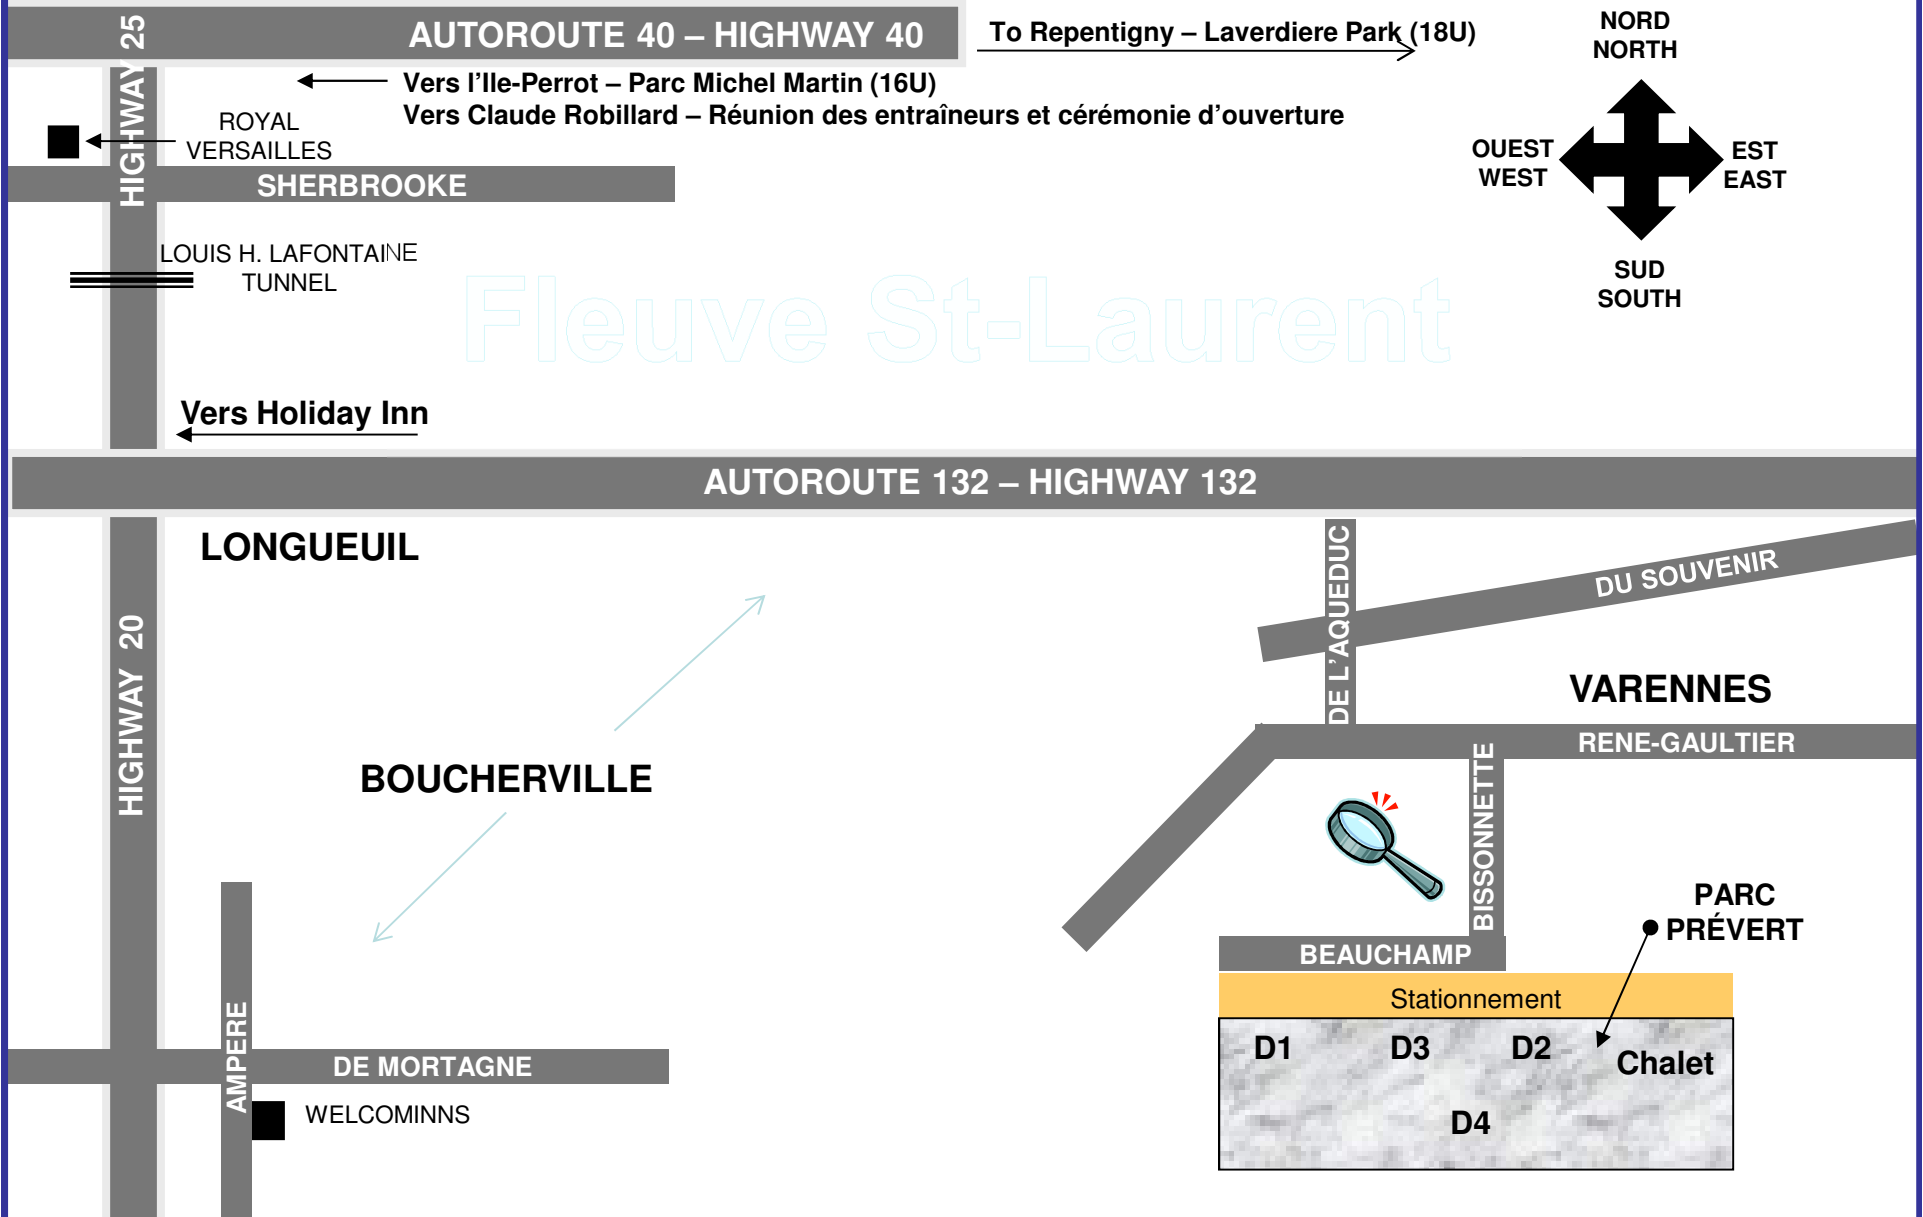 AUTOROUTE 40 – HIGHWAY 40
To Repentigny – Laverdiere Park (18U)
NORD
NORTH
HIGHWAY 25
Vers l'Ile-Perrot – Parc Michel Martin (16U)
Vers Claude Robillard – Réunion des entraîneurs et cérémonie d'ouverture
ROYAL
VERSAILLES
OUEST
WEST
EST
EAST
SHERBROOKE
LOUIS H. LAFONTAINE
TUNNEL
SUD
SOUTH
Fleuve St-Laurent
Vers Holiday Inn
AUTOROUTE 132 – HIGHWAY 132
LONGUEUIL
DE L'AQUEDUC
DU SOUVENIR
HIGHWAY 20
VARENNES
RENE-GAULTIER
BOUCHERVILLE
BISSONNETTE
PARC
PRÉVERT
BEAUCHAMP
Stationnement
D1
D3
D2
Chalet
D4
AMPERE
DE MORTAGNE
WELCOMINNS